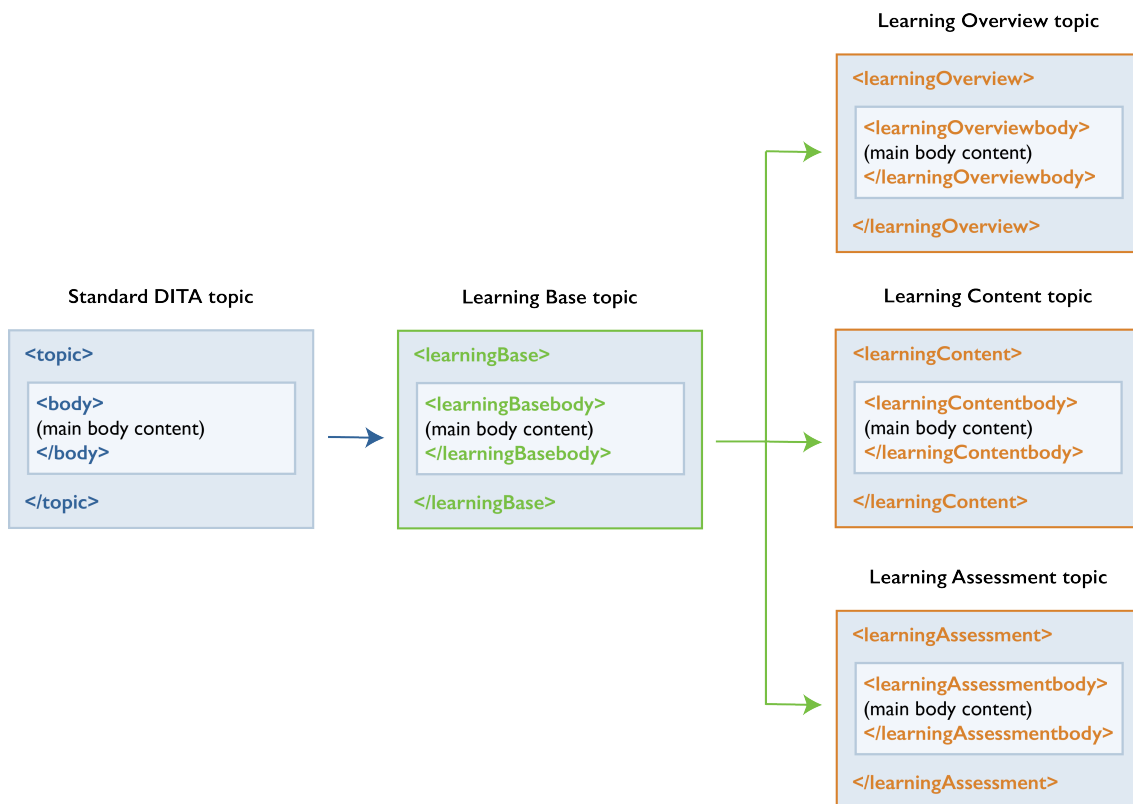 Standard DITA topic
<topic>
<body>
(main body content)
</body>
</topic>
Learning Base topic
<learningBase>
<learningBasebody>
(main body content)
</learningBasebody>
</learningBase>
Learning Overview topic
<learningOverview>
<learningOverviewbody>
(main body content)
</learningOverviewbody>
</learningOverview>
Learning Content topic
<learningContent>
<learningContentbody>
(main body content)
</learningContentbody>
</learningContent>
Learning Assessment topic
<learningAssessment>
<learningAssessmentbody>
(main body content)
</learningAssessmentbody>
</learningAssessment>